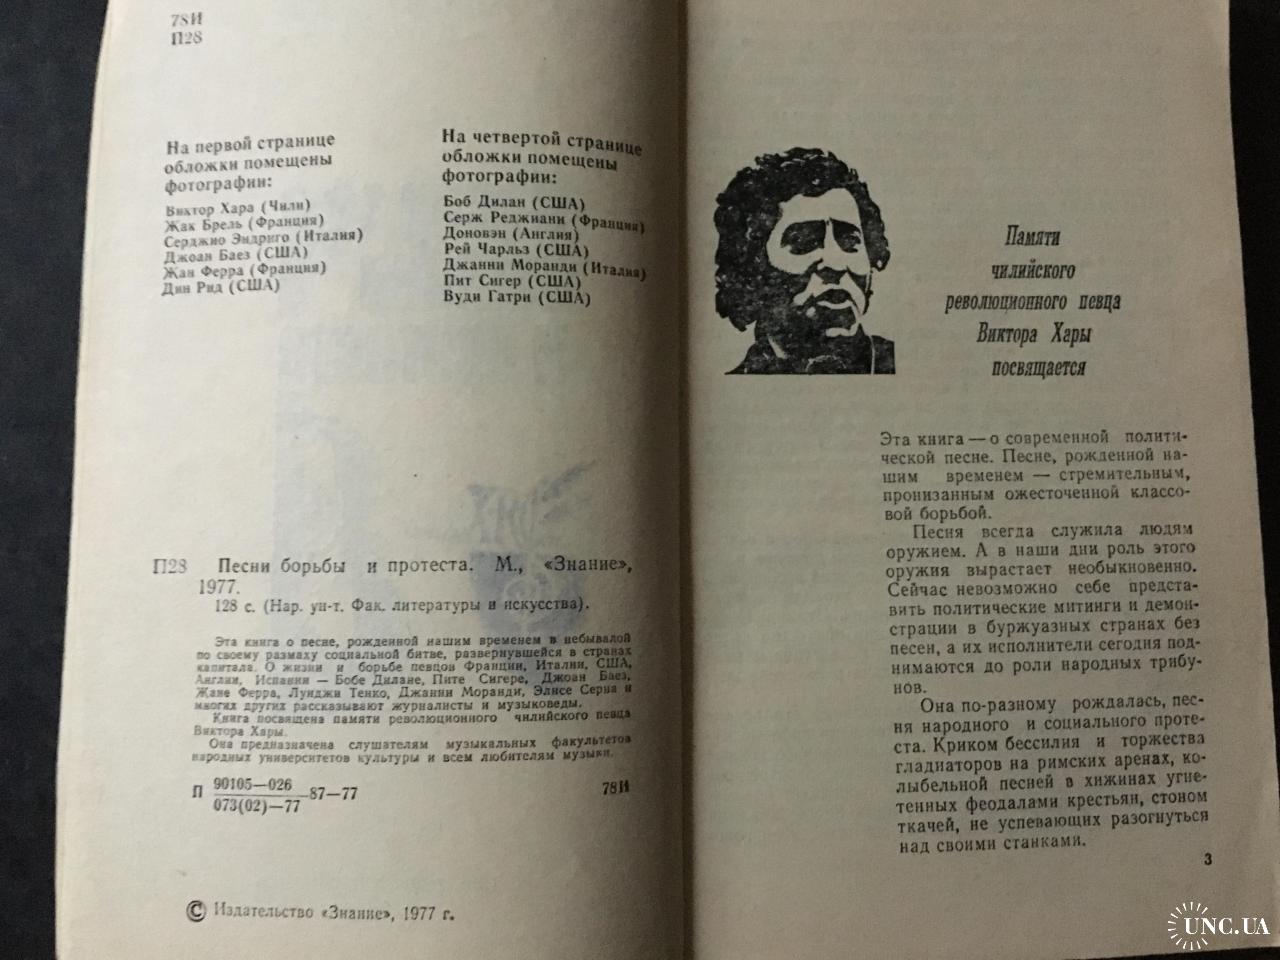 78И
П28
На первой странице
обложки помещены
фотографии:
Виктор Хара (Чили)
Жак Брель (Франция)
Серджио Эндриго (Италия)
Джоан Баез (США)
Жан Ферра (Франция)
Дин Рид (США)
На четвертой странице
обложки помещены
фотографии:
Боб Дилан (США)
Серж Реджиани (Франция)
Доновэн (Англия)
Рей Чарльз (США)
Джанни Моранди (Италия)
Пит Сигер (США)
Вуди Гатри (США)
П28 Песни борьбы и протеста. М., «Знание»,
1977.
128 с. (Нар. ун-т. Фак. литературы и искусства).
Эта книга о песне, рожденной нашим временем в небывалой
по своему размаху социальной битве, развернувшейся в странах
капитала. О жизни и борьбе певцов Франции, Италии, США,
Англии, Испании — Бобе Дилане, Пите Сигере, Джоан Баез,
Жане Ферра, Луиджи Тенко, Джанни Моранди, Элисе Серна и
многих других рассказывают журналисты и музыковеды.
Книга посвящена памяти революционного чилийского певца
Виктора Хары.
Она предназначена слушателям музыкальных факультетов
народных университетов культуры и всем любителям музыки.
П 90105—026
073(02)—77 87—77 78И
© Издательство «Знание», 1977 г.
Памяти
чилийского
революционного певца
Виктора Хары
посвящается
Эта книга — о современной полити-
ческой песне. Песне, рожденной на-
шим временем — стремительным,
пронизанным ожесточенной классо-
вой борьбой.
Песня всегда служила людям
оружием. А в наши дни роль этого
оружия вырастает необыкновенно.
Сейчас невозможно себе предста-
вить политические митинги и демон-
страции в буржуазных странах без
песен, а их исполнители сегодня под-
нимаются до роли народных трибу-
нов.
Она по-разному рождалась, пес-
ня народного и социального проте-
ста. Криком бессилия и торжества
гладиаторов на римских аренах, ко-
лыбельной песней в хижинах угне-
тенных феодалами крестьян, стоном
ткачей, не успевающих разогнуться
над своими станками.
3
UNC.UA